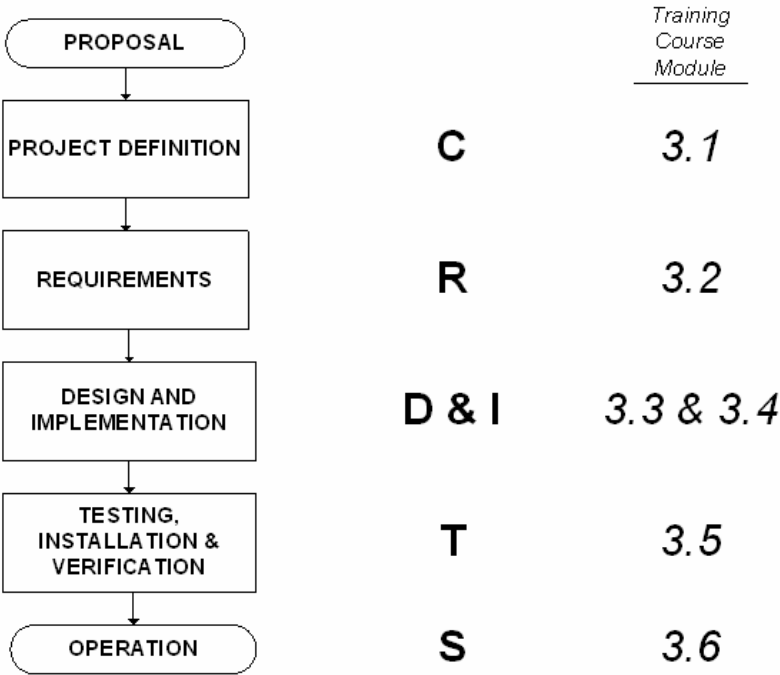 Training
Course
Module
PROPOSAL
PROJECT DEFINITION
C
3.1
REQUIREMENTS
R
3.2
DESIGN AND
IMPLEMENTATION
D & I
3.3 & 3.4
TESTING,
INSTALLATION &
VERIFICATION
T
3.5
OPERATION
S
3.6